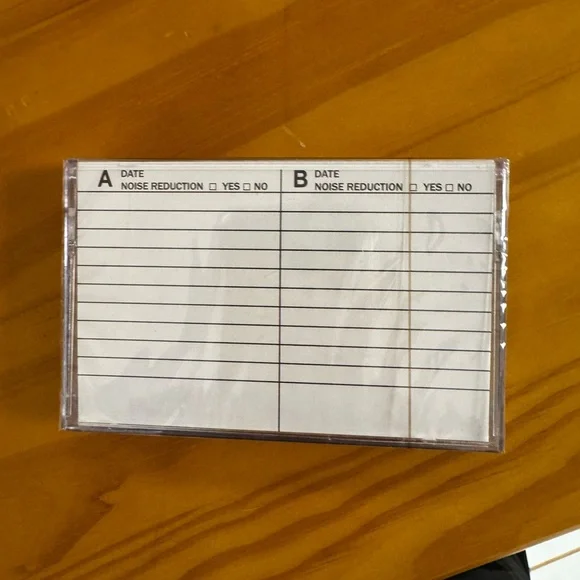 A DATE
NOISE REDUCTION □ YES □ NO
B DATE
NOISE REDUCTION □ YES □ NO